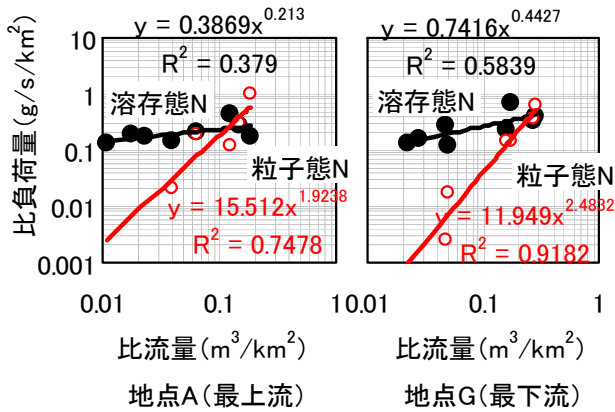 y = 0.3869x^0.213
R² = 0.379
y = 0.7416x^0.4427
R² = 0.5839
比負荷量(g/s/km²)
10
1
0.1
0.01
0.001
溶存態N
粒子態N
y = 15.512x^1.9238
R² = 0.7478
溶存態N
粒子態N
y = 11.949x^2.4832
R² = 0.9182
0.01
0.1
1
0.01
0.1
1
比流量(m³/km²)
比流量(m³/km²)
地点A(最上流)
地点G(最下流)